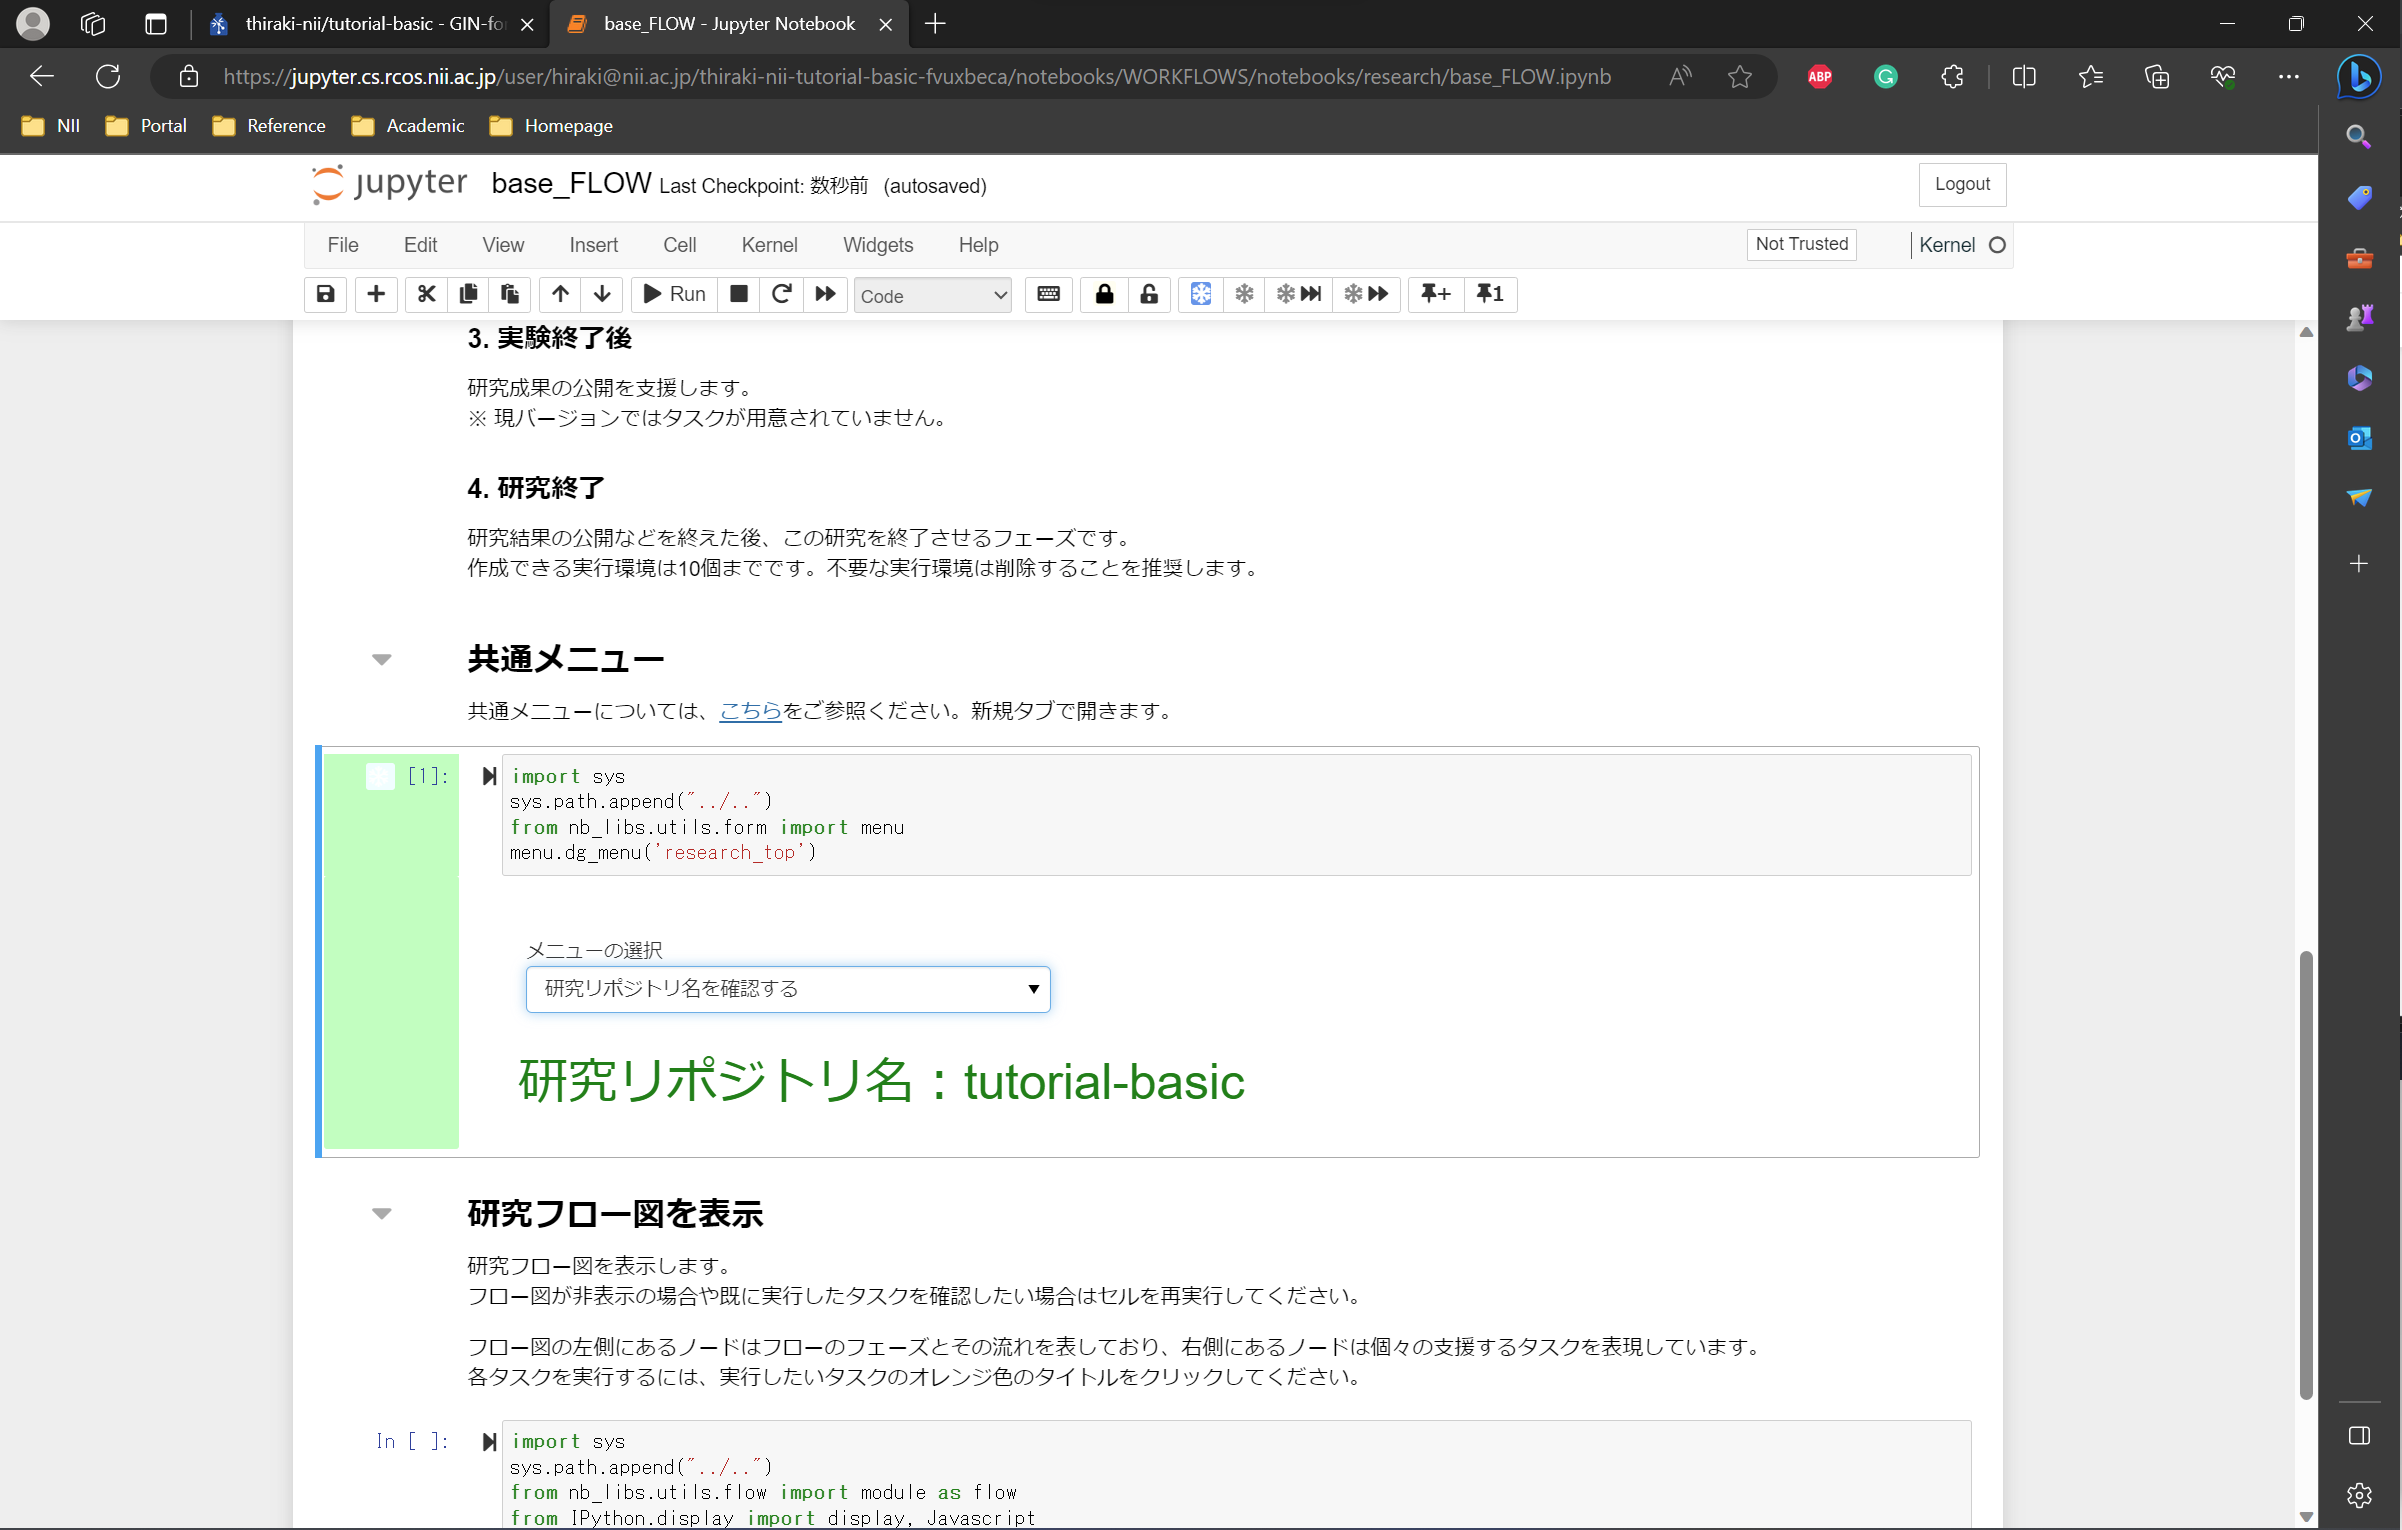 thiraki-nii/tutorial-basic - GIN-fo
base_FLOW - Jupyter Notebook
https://jupyter.cs.rcos.nii.ac.jp/user/hiraki@nii.ac.jp/thiraki-nii-tutorial-basic-fvuxbeca/notebooks/WORKFLOWS/notebooks/research/base_FLOW.ipynb
ABP
NII Portal Reference Academic Homepage
jupyter base_FLOW Last Checkpoint: 数秒前 (autosaved)
Logout
File Edit View Insert Cell Kernel Widgets Help
Not Trusted
Kernel
Run
Code
3. 実験終了後
研究成果の公開を支援します。
※ 現バージョンではタスクが用意されていません。
4. 研究終了
研究結果の公開などを終えた後、この研究を終了させるフェーズです。
作成できる実行環境は10個までです。不要な実行環境は削除することを推奨します。
共通メニュー
共通メニューについては、こちらをご参照ください。新規タブで開きます。
[1]:
import sys
sys.path.append("../..")
from nb_libs.utils.form import menu
menu.dg_menu('research_top')
メニューの選択
研究リポジトリ名を確認する
研究リポジトリ名：tutorial-basic
研究フロー図を表示
研究フロー図を表示します。
フロー図が非表示の場合や既に実行したタスクを確認したい場合はセルを再実行してください。
フロー図の左側にあるノードはフローのフェーズとその流れを表しており、右側にあるノードは個々の支援するタスクを表現しています。
各タスクを実行するには、実行したいタスクのオレンジ色のタイトルをクリックしてください。
In [ ]:
import sys
sys.path.append("../..")
from nb_libs.utils.flow import module as flow
from IPython.display import display, Javascript